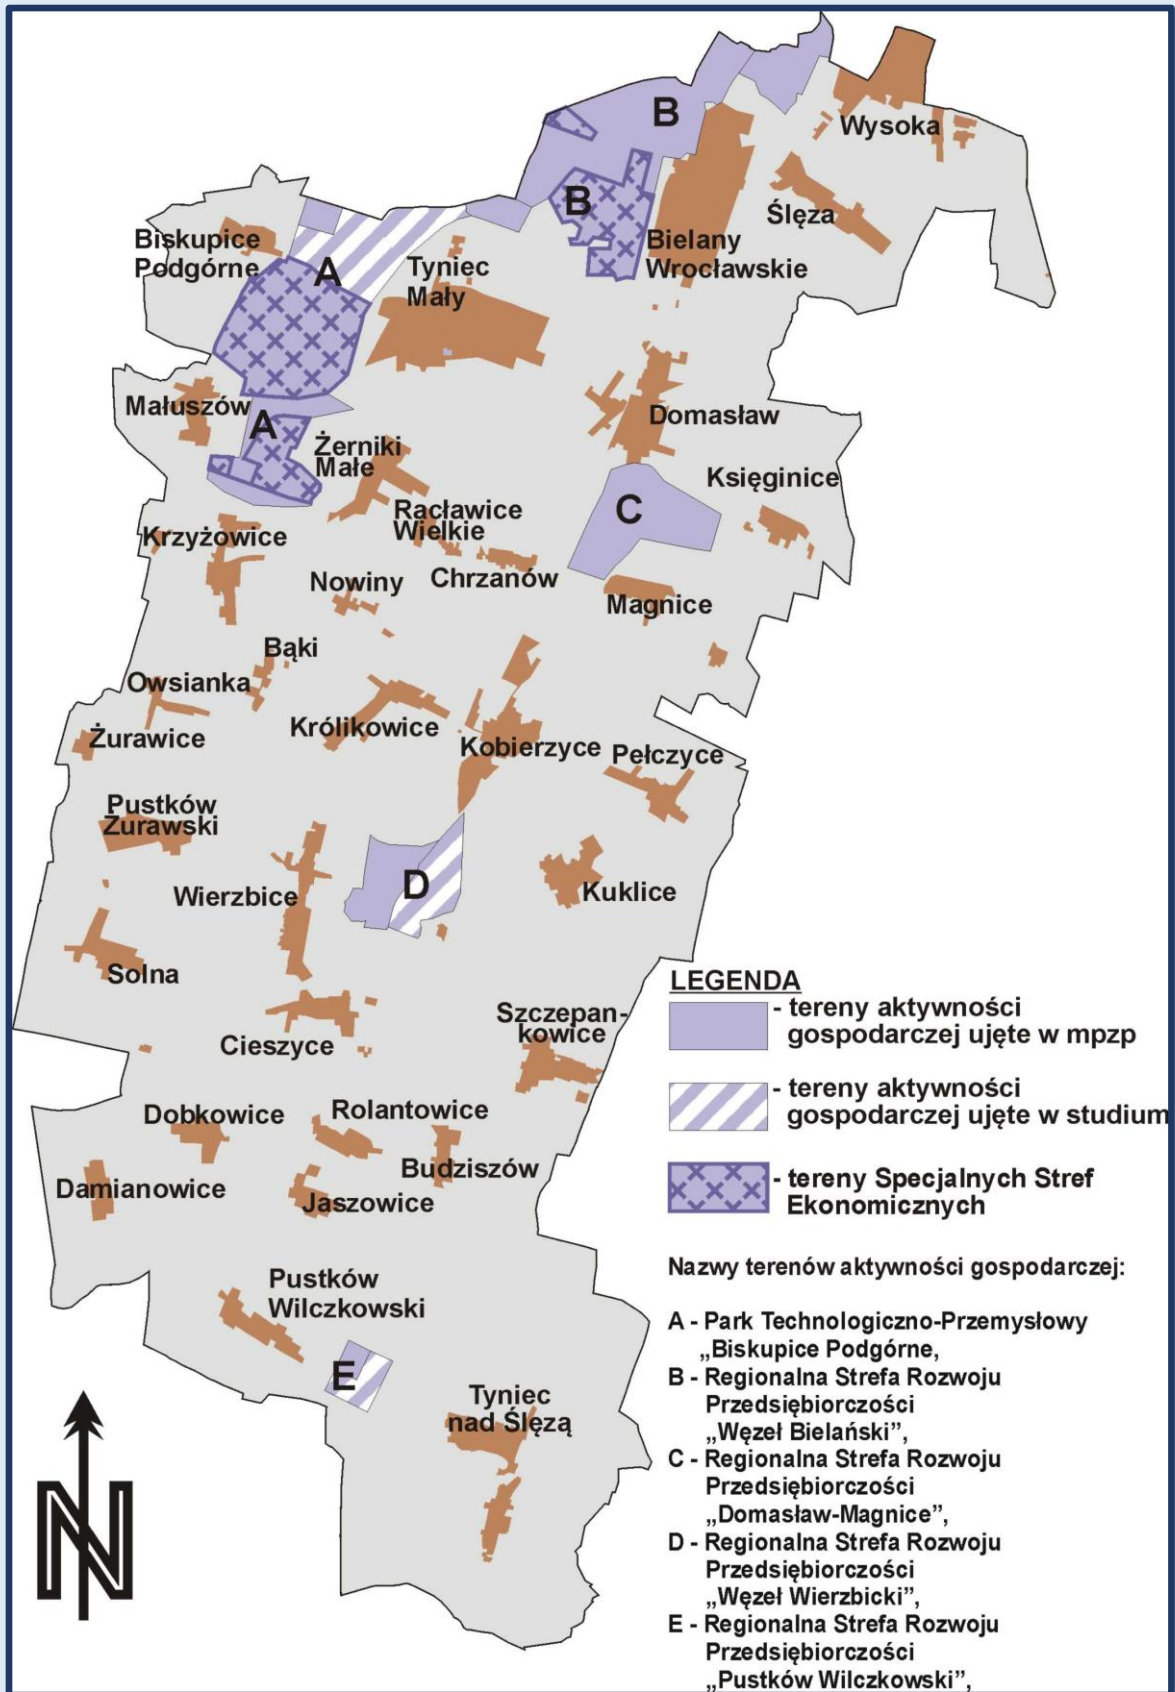 B
Wysoka
B
Ślęza
Biskupice
Podgórne
Bielany
Wrocławskie
A
Tyniec
Mały
Małuszów
A
Domasław
Żerniki
Małe
Księginice
Racławice
Wielkie
C
Krzyżowice
Nowiny
Chrzanów
Magnice
Bąki
Owsianka
Królikowice
Żurawice
Kobierzyce
Pełczyce
Pustków
Żurawski
Wierzbice
D
Kuklice
Solna
LEGENDA
- tereny aktywności
gospodarczej ujęte w mpzp
- tereny aktywności
gospodarczej ujęte w studium
- tereny Specjalnych Stref
Ekonomicznych
Szczepan-
kowice
Cieszyce
Dobkowice
Rolantowice
Budziszów
Damianowice
Jaszowice
Pustków
Wilczkowski
E
Tyniec
nad Ślęzą
N
Nazwy terenów aktywności gospodarczej:
A - Park Technologiczno-Przemysłowy
„Biskupice Podgórne,
B - Regionalna Strefa Rozwoju
Przedsiębiorczości
„Węzeł Bielański”,
C - Regionalna Strefa Rozwoju
Przedsiębiorczości
„Domasław-Magnice”,
D - Regionalna Strefa Rozwoju
Przedsiębiorczości
„Węzeł Wierzbicki”,
E - Regionalna Strefa Rozwoju
Przedsiębiorczości
„Pustków Wilczkowski”,